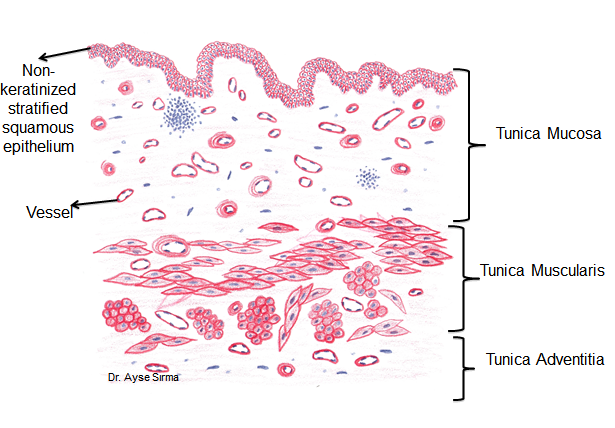 Non-
keratinized
stratified
squamous
epithelium
Tunica Mucosa
Vessel
Tunica Muscularis
Tunica Adventitia
Dr. Ayse Sirma